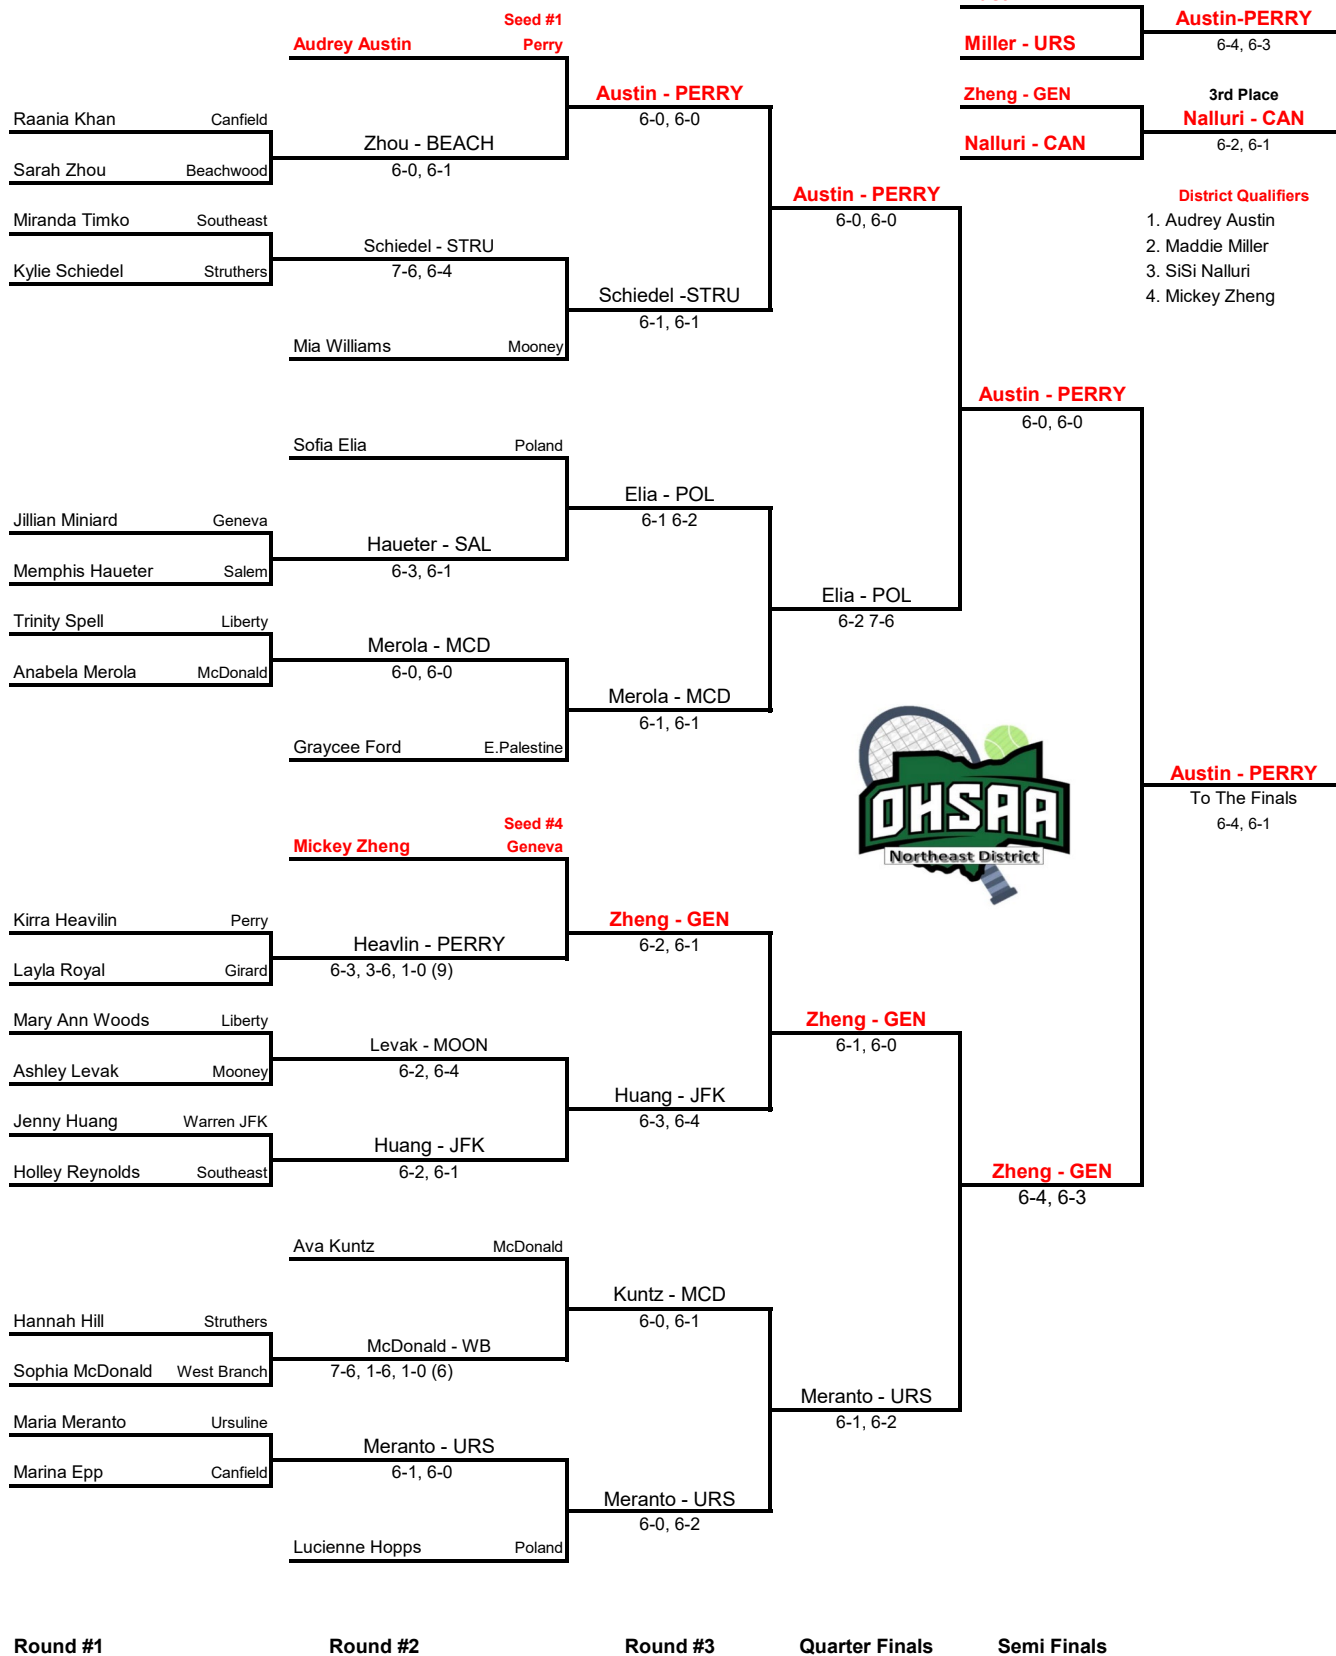 Seed #1
Audrey Austin Perry
Austin - PERRY
6-0, 6-0
Raania Khan Canfield
Zhou - BEACH
6-0, 6-1
Sarah Zhou Beachwood
Miranda Timko Southeast
Schiedel - STRU
7-6, 6-4
Kylie Schiedel Struthers
Schiedel -STRU
6-1, 6-1
Mia Williams Mooney
Austin - PERRY
6-0, 6-0
Miller - URS
Austin-PERRY
6-4, 6-3
Zheng - GEN
3rd Place
Nalluri - CAN
Nalluri - CAN
6-2, 6-1
District Qualifiers
1. Audrey Austin
2. Maddie Miller
3. SiSi Nalluri
4. Mickey Zheng
Austin - PERRY
6-0, 6-0
Sofia Elia Poland
Elia - POL
6-1 6-2
Jillian Miniard Geneva
Haueter - SAL
6-3, 6-1
Memphis Haueter Salem
Trinity Spell Liberty
Merola - MCD
6-0, 6-0
Anabela Merola McDonald
Elia - POL
6-2 7-6
Merola - MCD
6-1, 6-1
Graycee Ford E.Palestine
OHSAA
Northeast District
Austin - PERRY
To The Finals
6-4, 6-1
Seed #4
Mickey Zheng Geneva
Zheng - GEN
6-2, 6-1
Kirra Heavilin Perry
Heavlin - PERRY
6-3, 3-6, 1-0 (9)
Layla Royal Girard
Mary Ann Woods Liberty
Levak - MOON
6-2, 6-4
Ashley Levak Mooney
Zheng - GEN
6-1, 6-0
Huang - JFK
6-3, 6-4
Jenny Huang Warren JFK
Huang - JFK
6-2, 6-1
Holley Reynolds Southeast
Zheng - GEN
6-4, 6-3
Ava Kuntz McDonald
Kuntz - MCD
6-0, 6-1
Hannah Hill Struthers
McDonald - WB
7-6, 1-6, 1-0 (6)
Sophia McDonald West Branch
Maria Meranto Ursuline
Meranto - URS
6-1, 6-0
Marina Epp Canfield
Meranto - URS
6-1, 6-2
Meranto - URS
6-0, 6-2
Lucienne Hopps Poland
Round #1 Round #2 Round #3 Quarter Finals Semi Finals